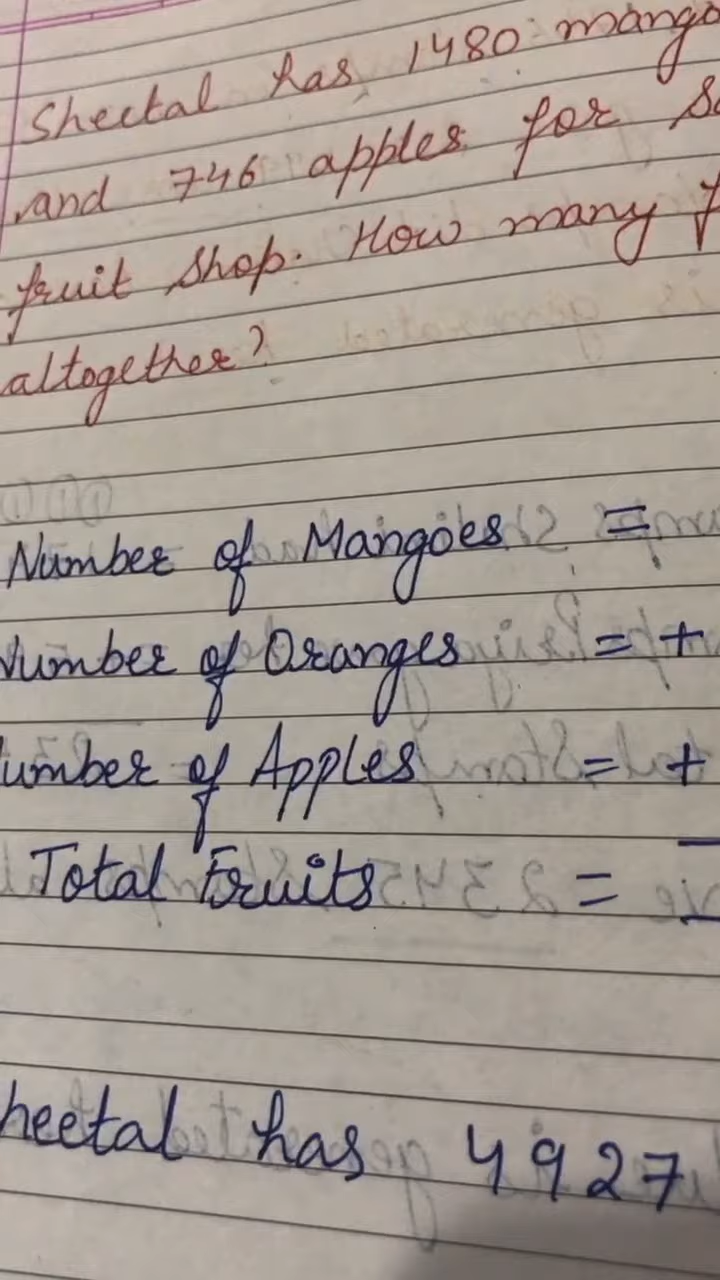 Sheetal has 1480 mango
and 746 apples for s
fruit shop. How many f
altogether?
Number of Mangoes =
Number of Oranges = +
umber of Apples = +
Total Fruits =
heetal has 4927